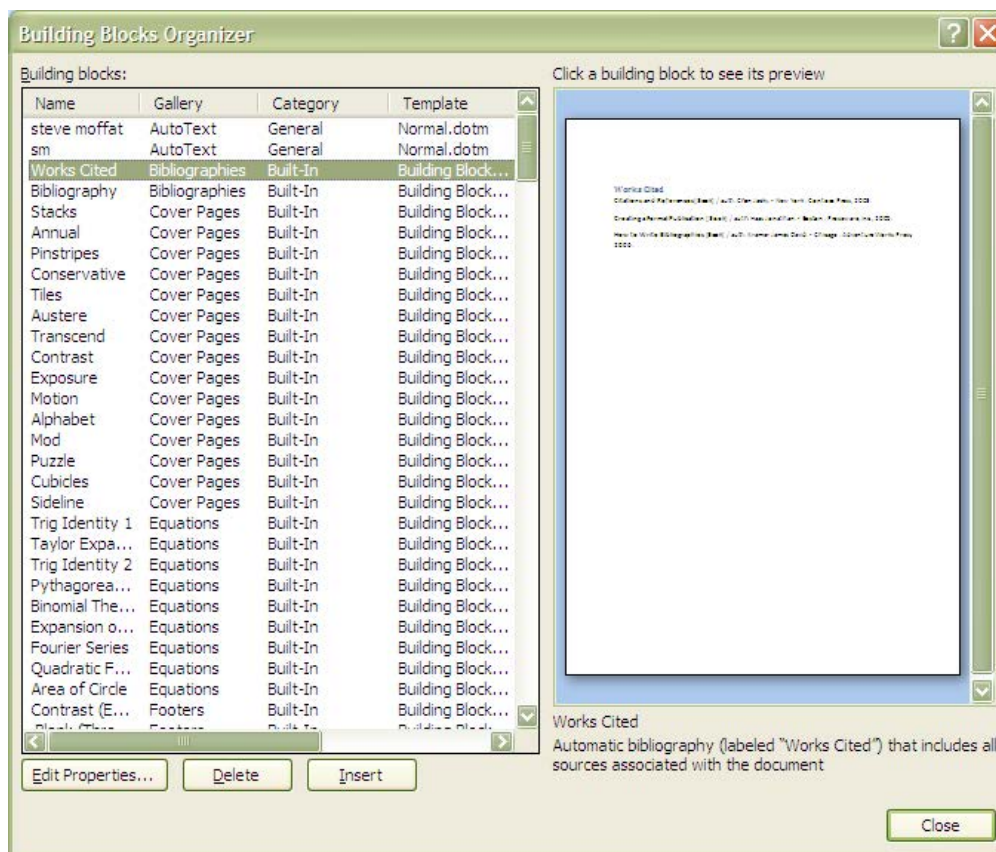 Building Blocks Organizer
Building blocks:
Click a building block to see its preview
Name Gallery Category Template
steve moffat AutoText General Normal.dotm
sm AutoText General Normal.dotm
Works Cited Bibliographies Built-In Building Block...
Bibliography Bibliographies Built-In Building Block...
Stacks Cover Pages Built-In Building Block...
Annual Cover Pages Built-In Building Block...
Pinstripes Cover Pages Built-In Building Block...
Conservative Cover Pages Built-In Building Block...
Tiles Cover Pages Built-In Building Block...
Austere Cover Pages Built-In Building Block...
Transcend Cover Pages Built-In Building Block...
Contrast Cover Pages Built-In Building Block...
Exposure Cover Pages Built-In Building Block...
Motion Cover Pages Built-In Building Block...
Alphabet Cover Pages Built-In Building Block...
Mod Cover Pages Built-In Building Block...
Puzzle Cover Pages Built-In Building Block...
Cubicles Cover Pages Built-In Building Block...
Sideline Cover Pages Built-In Building Block...
Trig Identity 1 Equations Built-In Building Block...
Taylor Expa... Equations Built-In Building Block...
Trig Identity 2 Equations Built-In Building Block...
Pythagorea... Equations Built-In Building Block...
Binomial The... Equations Built-In Building Block...
Expansion o... Equations Built-In Building Block...
Fourier Series Equations Built-In Building Block...
Quadratic F... Equations Built-In Building Block...
Area of Circle Equations Built-In Building Block...
Contrast (E... Footers Built-In Building Block...
Edit Properties... Delete Insert
Works Cited
Works Cited
Automatic bibliography (labeled "Works Cited") that includes all
sources associated with the document
Close